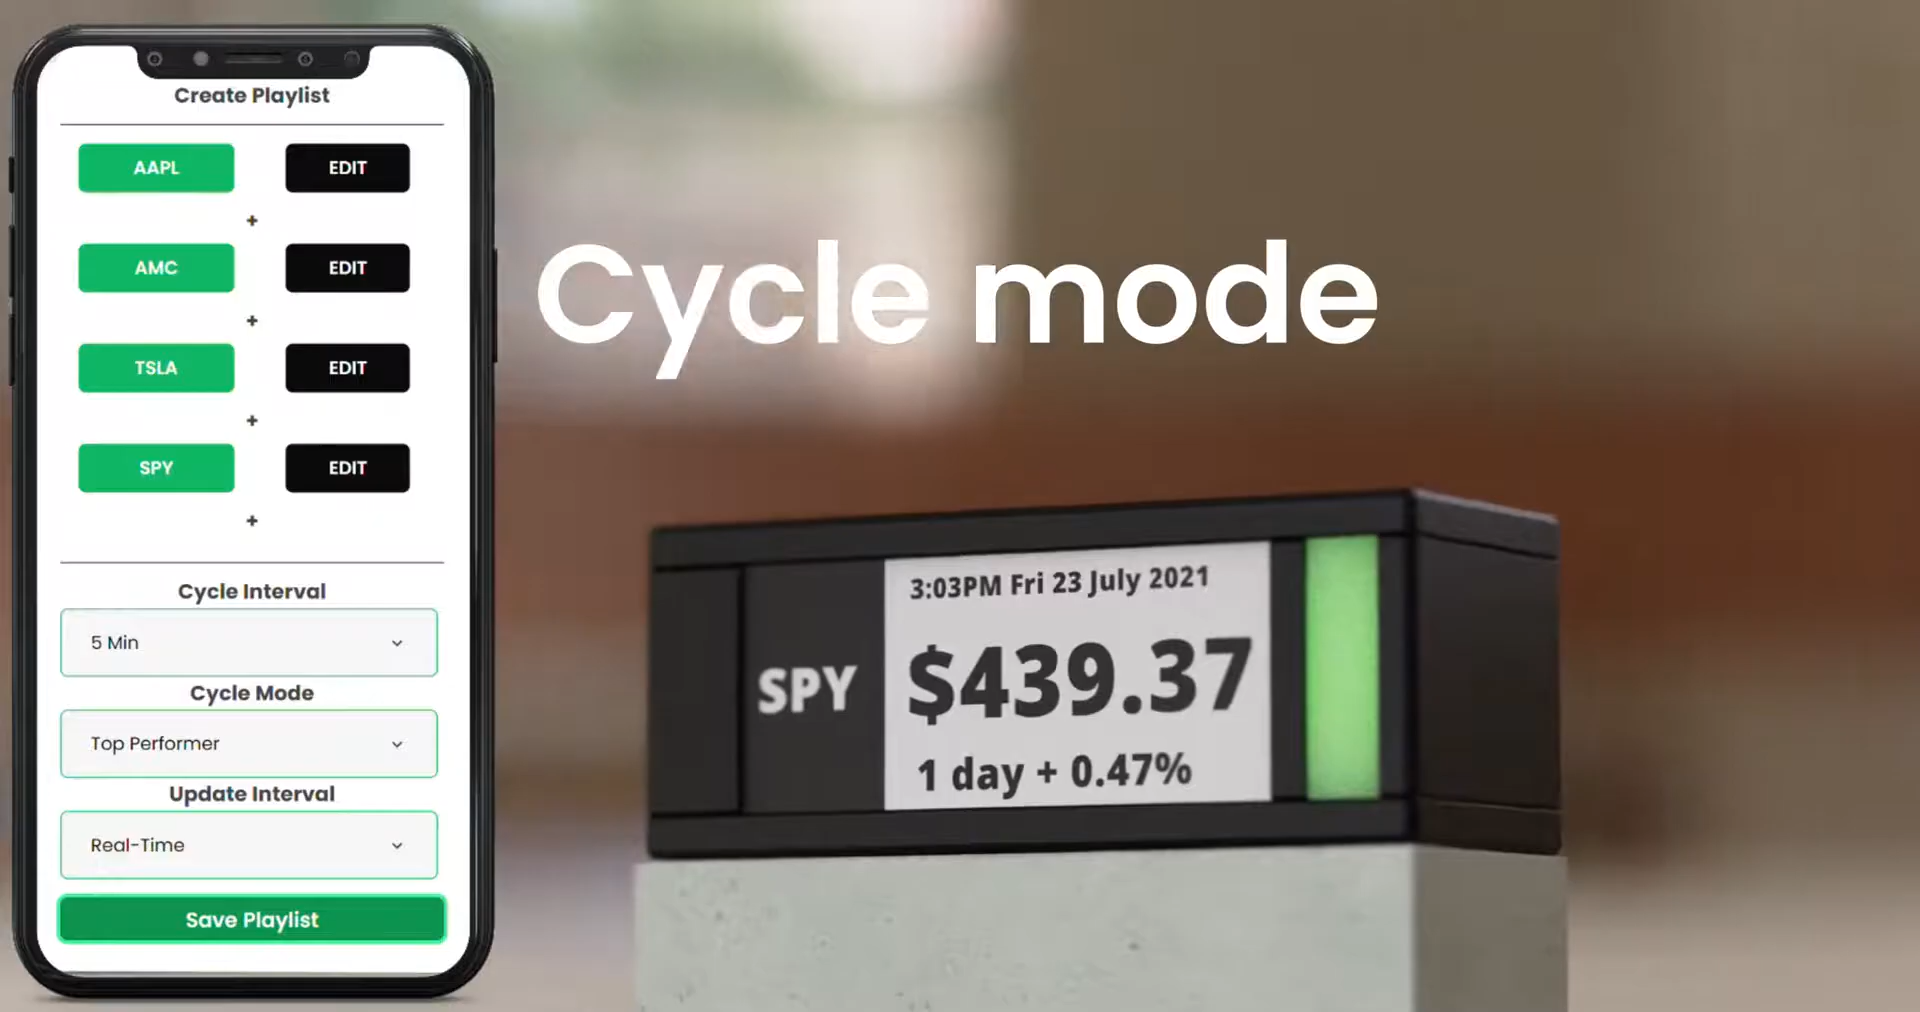 Create Playlist
AAPL EDIT
+
AMC EDIT
+
TSLA EDIT
+
SPY EDIT
+
Cycle Interval
5 Min
Cycle Mode
Top Performer
Update Interval
Real-Time
Save Playlist
Cycle mode
3:03PM Fri 23 July 2021
SPY $439.37
1 day + 0.47%